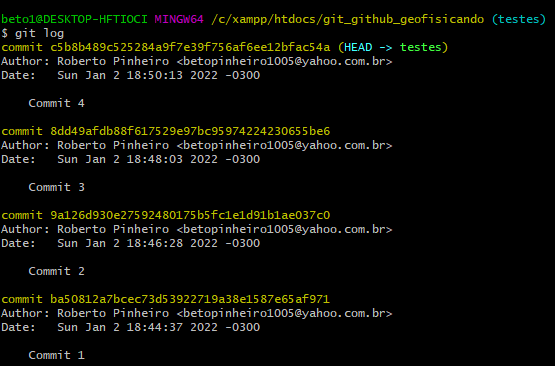 beto1@DESKTOP-HFTIOCI MINGW64 /c/xampp/htdocs/git_github_geofisicando (testes)
$ git log
commit c5b8b489c525284a9f7e39f756af6ee12bfac54a (HEAD -> testes)
Author: Roberto Pinheiro <betopinheiro1005@yahoo.com.br>
Date:   Sun Jan 2 18:50:13 2022 -0300
    Commit 4
commit 8dd49afdb88f617529e97bc95974224230655be6
Author: Roberto Pinheiro <betopinheiro1005@yahoo.com.br>
Date:   Sun Jan 2 18:48:03 2022 -0300
    Commit 3
commit 9a126d930e27592480175b5fc1e1d91b1ae037c0
Author: Roberto Pinheiro <betopinheiro1005@yahoo.com.br>
Date:   Sun Jan 2 18:46:28 2022 -0300
    Commit 2
commit ba50812a7bcec73d53922719a38e1587e65af971
Author: Roberto Pinheiro <betopinheiro1005@yahoo.com.br>
Date:   Sun Jan 2 18:44:37 2022 -0300
    Commit 1